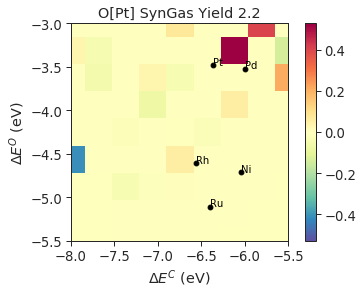 O[Pt] SynGas Yield 2.2
−3.0
−3.5
−4.0
−4.5
−5.0
−5.5
ΔE^O (eV)
Pt
Pd
Rh
Ni
Ru
−8.0 −7.5 −7.0 −6.5 −6.0 −5.5
ΔE^C (eV)
0.4
0.2
0.0
−0.2
−0.4